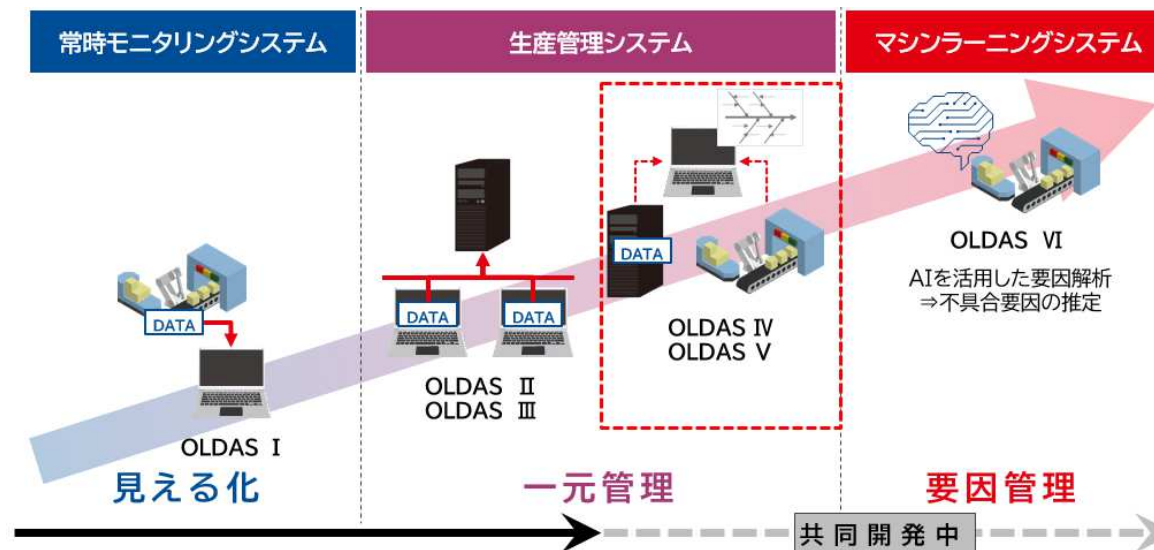 常時モニタリングシステム
生産管理システム
マシンラーニングシステム
DATA
OLDAS Ⅰ
DATA
DATA
OLDAS Ⅱ
OLDAS Ⅲ
DATA
OLDAS Ⅳ
OLDAS Ⅴ
OLDAS Ⅵ
AIを活用した要因解析
⇒不具合要因の推定
見える化
一元管理
要因管理
共同開発中